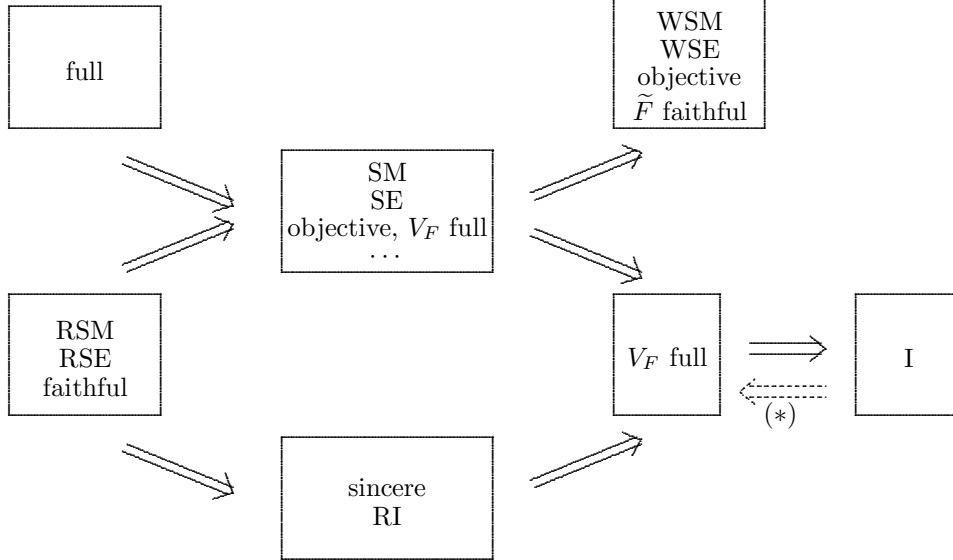 full
WSM
WSE
objective
F̃ faithful
SM
SE
objective, V_F full
...
RSM
RSE
faithful
V_F full
I
(∗)
sincere
RI